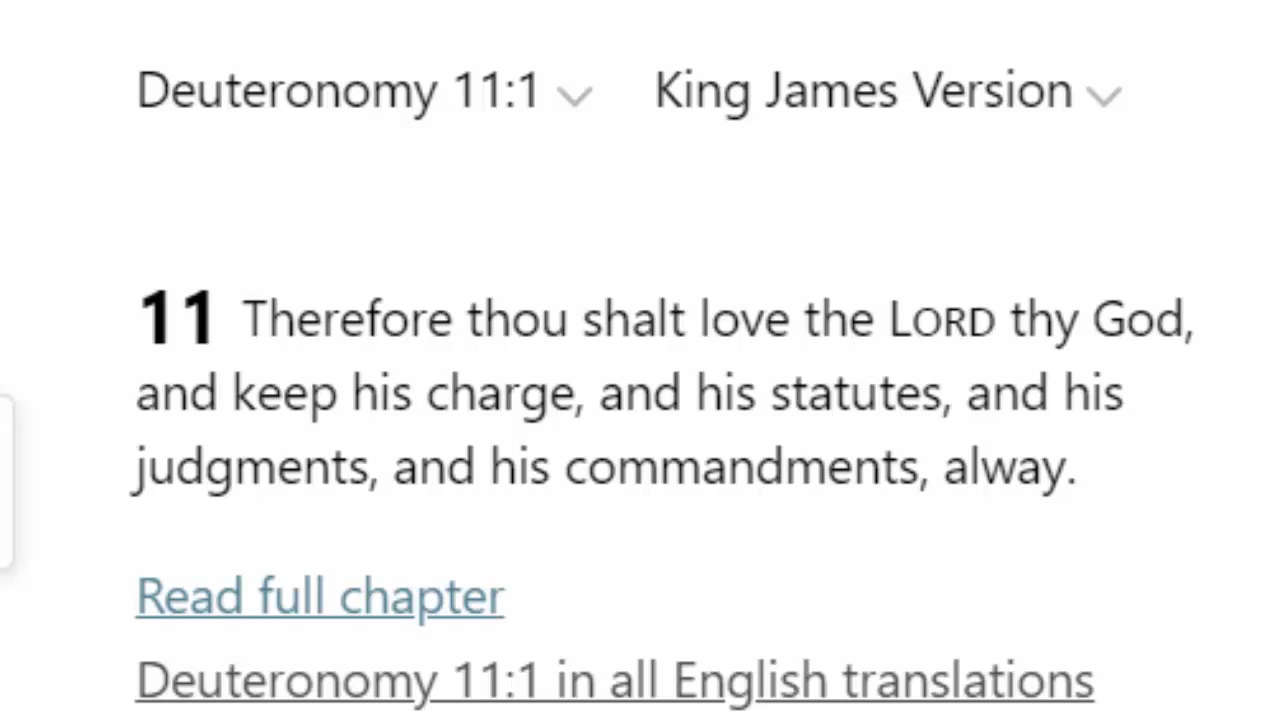 Deuteronomy 11:1 King James Version
11 Therefore thou shalt love the LORD thy God,
and keep his charge, and his statutes, and his
judgments, and his commandments, alway.
Read full chapter
Deuteronomy 11:1 in all English translations